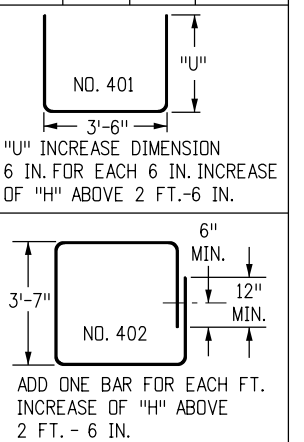 "U"
NO. 401
3'-6"
"U" INCREASE DIMENSION
6 IN. FOR EACH 6 IN. INCREASE
OF "H" ABOVE 2 FT.-6 IN.
6"
MIN.
3'-7"
12"
MIN.
NO. 402
ADD ONE BAR FOR EACH FT.
INCREASE OF "H" ABOVE
2 FT. - 6 IN.